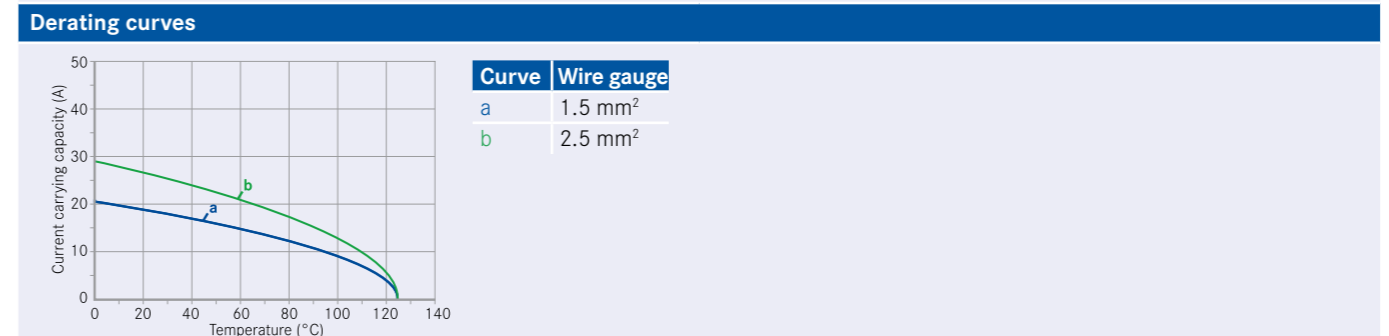 Derating curves
50
40
30
20
10
0
Current carrying capacity (A)
b
a
0 20 40 60 80 100 120 140
Temperature (°C)
Curve Wire gauge
a 1.5 mm²
b 2.5 mm²